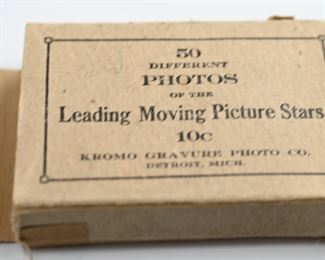 50
DIFFERENT
PHOTOS
OF THE
Leading Moving Picture Stars
10c
KROMO GRAVURE PHOTO CO.
DETROIT, MICH.